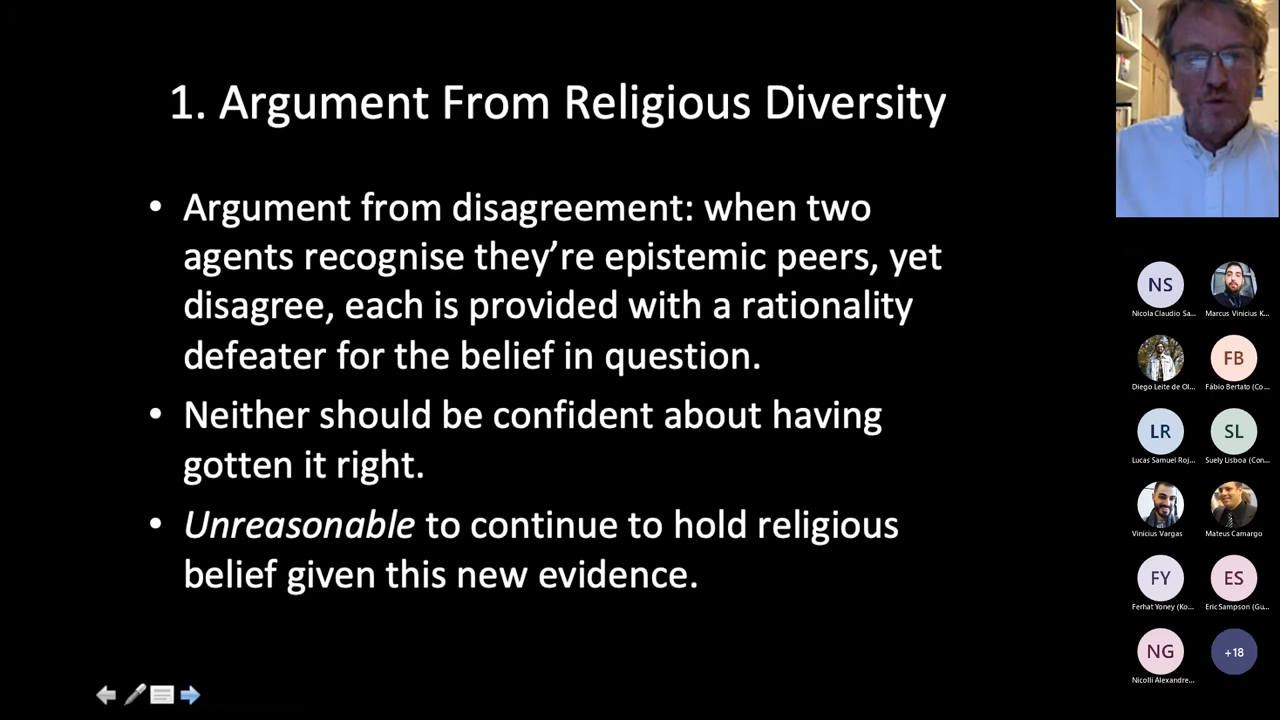 1. Argument From Religious Diversity
• Argument from disagreement: when two
agents recognise they’re epistemic peers, yet
disagree, each is provided with a rationality
defeater for the belief in question.
• Neither should be confident about having
gotten it right.
• Unreasonable to continue to hold religious
belief given this new evidence.
NS
Nicola Claudio Sa...
Marcus Vinicius K...
Diego Leite de Ol...
FB
Fábio Bertato (Co...
LR
Lucas Samuel Roj...
SL
Suely Lisboa (Con...
Vinicius Vargas
Mateus Camargo
FY
Ferhat Yoney (Ko...
ES
Eric Sampson (Gu...
NG
Nicolli Alexandre...
+18